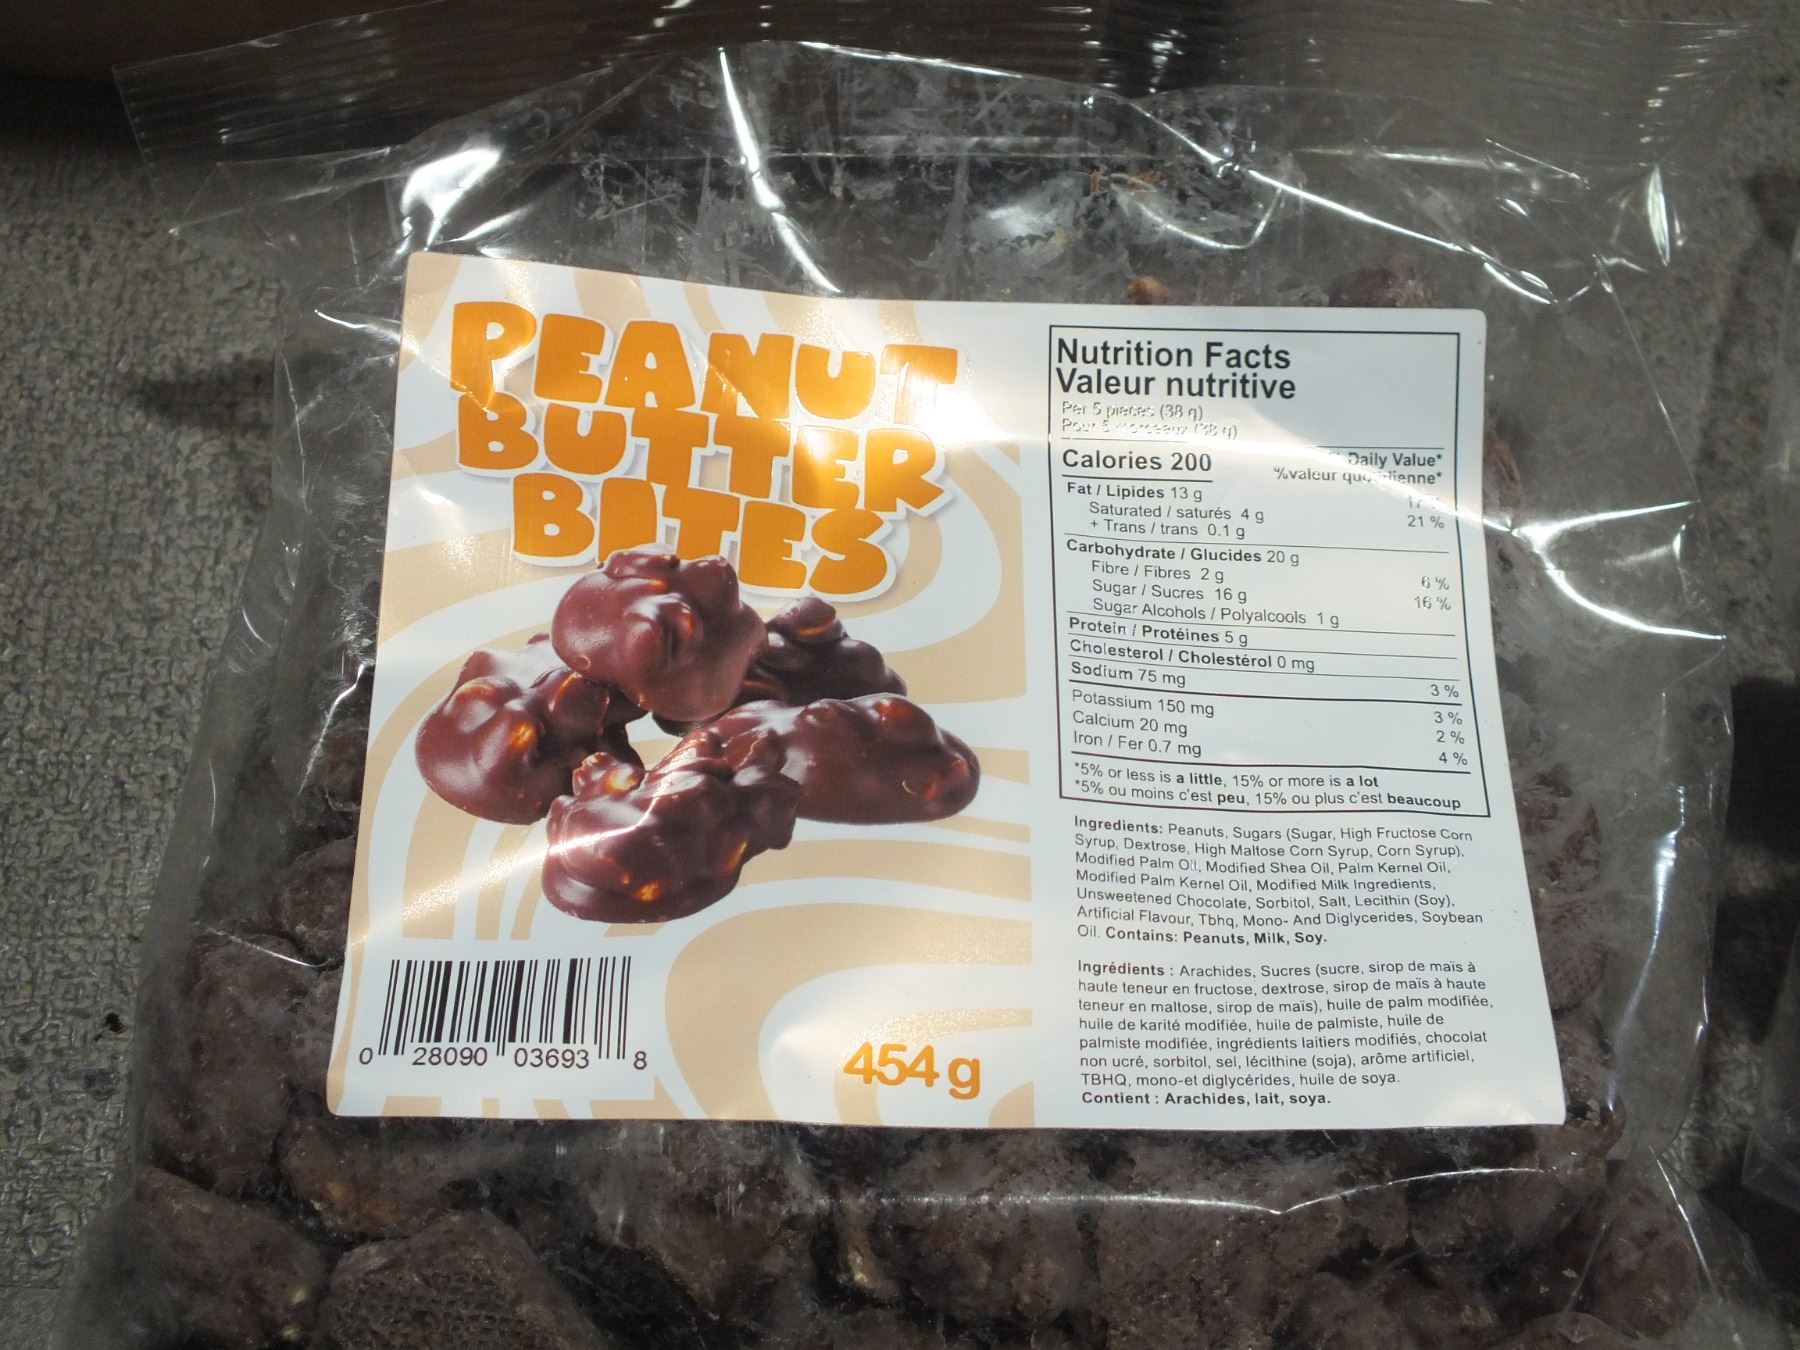 PEANUT
BUTTER
BITES
0 28090 03693 8
454 g
Nutrition Facts
Valeur nutritive
Per 5 pieces (38 g)
Pour 5 morceaux (38 g)
% Daily Value*
Calories 200
%valeur quotidienne*
Fat / Lipides 13 g
Saturated / saturés 4 g 21 %
+ Trans / trans 0.1 g
Carbohydrate / Glucides 20 g
Fibre / Fibres 2 g 6 %
Sugar / Sucres 16 g 16 %
Sugar Alcohols / Polyalcools 1 g
Protein / Protéines 5 g
Cholesterol / Cholestérol 0 mg
Sodium 75 mg 3 %
Potassium 150 mg 3 %
Calcium 20 mg 2 %
Iron / Fer 0.7 mg 4 %
*5% or less is a little, 15% or more is a lot
*5% ou moins c'est peu, 15% ou plus c'est beaucoup
Ingredients: Peanuts, Sugars (Sugar, High Fructose Corn
Syrup, Dextrose, High Maltose Corn Syrup, Corn Syrup),
Modified Palm Oil, Modified Shea Oil, Palm Kernel Oil,
Modified Palm Kernel Oil, Modified Milk Ingredients,
Unsweetened Chocolate, Sorbitol, Salt, Lecithin (Soy),
Artificial Flavour, Tbhq, Mono- And Diglycerides, Soybean
Oil. Contains: Peanuts, Milk, Soy.
Ingrédients : Arachides, Sucres (sucre, sirop de maïs à
haute teneur en fructose, dextrose, sirop de maïs à haute
teneur en maltose, sirop de maïs), huile de palm modifiée,
huile de karité modifiée, huile de palmiste, huile de
palmiste modifiée, ingrédients laitiers modifiés, chocolat
non ucré, sorbitol, sel, lécithine (soja), arôme artificiel,
TBHQ, mono-et diglycérides, huile de soya.
Contient : Arachides, lait, soya.